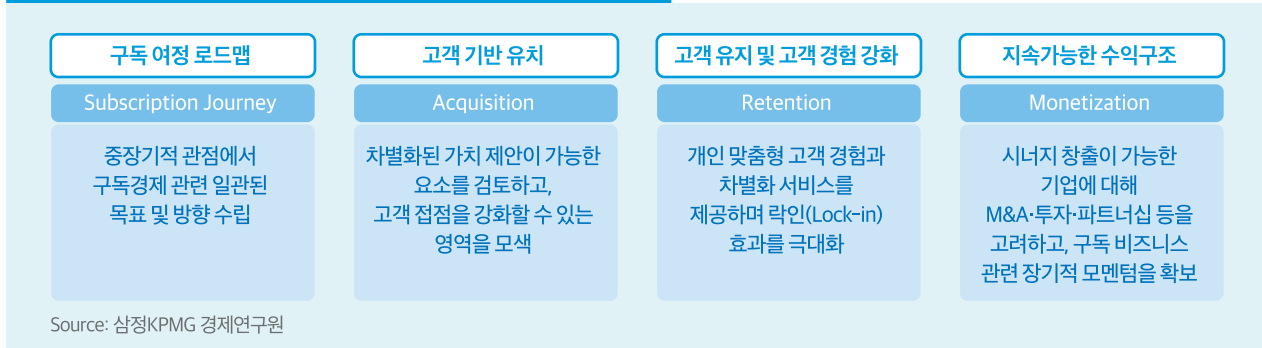 구독 여정 로드맵
Subscription Journey
중장기적 관점에서
구독경제 관련 일관된
목표 및 방향 수립
고객 기반 유치
Acquisition
차별화된 가치 제안이 가능한
요소를 검토하고,
고객 접점을 강화할 수 있는
영역을 모색
고객 유지 및 고객 경험 강화
Retention
개인 맞춤형 고객 경험과
차별화 서비스를
제공하며 락인(Lock-in)
효과를 극대화
지속가능한 수익구조
Monetization
시너지 창출이 가능한
기업에 대해
M&A·투자·파트너십 등을
고려하고, 구독 비즈니스
관련 장기적 모멘텀을 확보
Source: 삼정KPMG 경제연구원